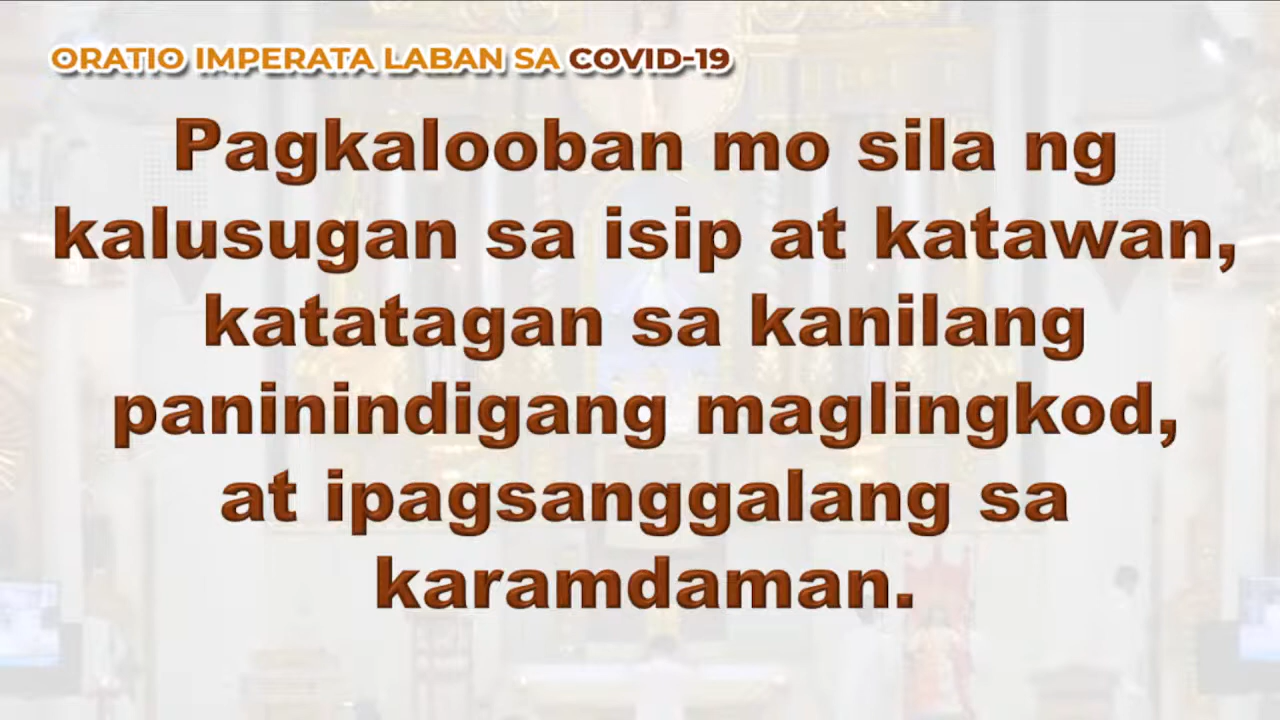 ORATIO IMPERATA LABAN SA COVID-19
Pagkalooban mo sila ng
kalusugan sa isip at katawan,
katatagan sa kanilang
paninindigang maglingkod,
at ipagsanggalang sa
karamdaman.